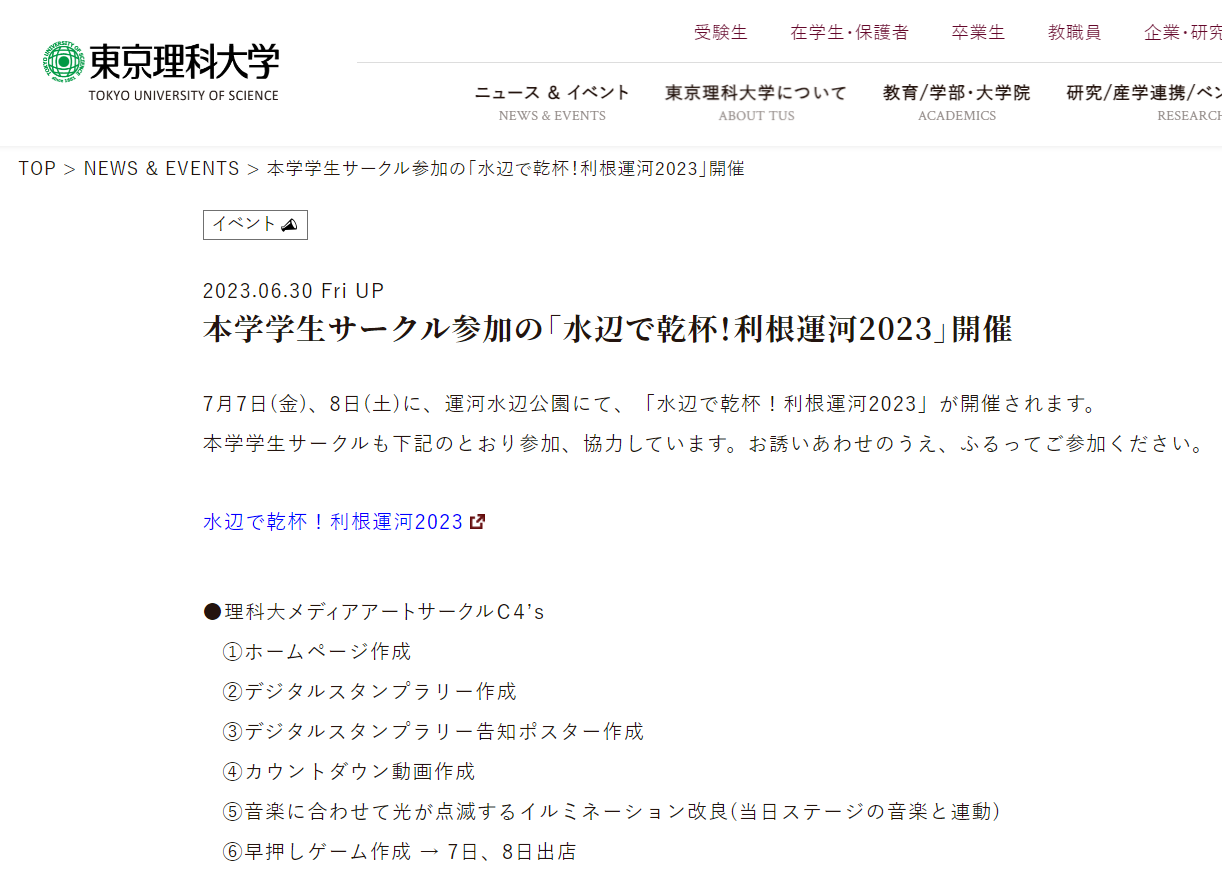 受験生 在学生・保護者 卒業生 教職員 企業・研究
東京理科大学
TOKYO UNIVERSITY OF SCIENCE
ニュース & イベント 東京理科大学について 教育/学部・大学院 研究/産学連携/ベン
NEWS & EVENTS ABOUT TUS ACADEMICS RESEARCH
TOP > NEWS & EVENTS > 本学学生サークル参加の「水辺で乾杯!利根運河2023」開催
イベント
2023.06.30 Fri UP
本学学生サークル参加の「水辺で乾杯!利根運河2023」開催
7月7日(金)、8日(土)に、運河水辺公園にて、「水辺で乾杯！利根運河2023」が開催されます。
本学学生サークルも下記のとおり参加、協力しています。お誘いあわせのうえ、ふるってご参加ください。
水辺で乾杯！利根運河2023
●理科大メディアアートサークルC4’s
①ホームページ作成
②デジタルスタンプラリー作成
③デジタルスタンプラリー告知ポスター作成
④カウントダウン動画作成
⑤音楽に合わせて光が点滅するイルミネーション改良(当日ステージの音楽と連動)
⑥早押しゲーム作成 → 7日、8日出店